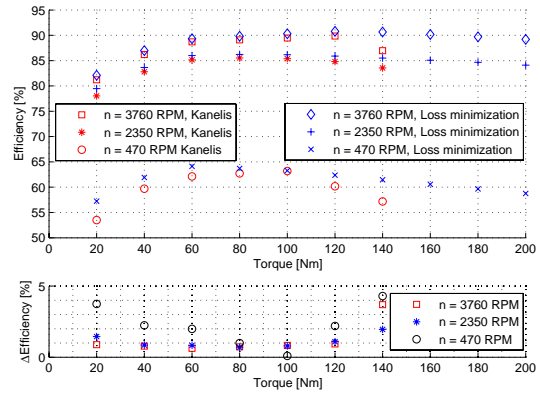 95
90
85
80
75
70
65
60
55
50
Efficiency [%]
n = 3760 RPM, Kanelis
n = 2350 RPM, Kanelis
n = 470 RPM Kanelis
n = 3760 RPM, Loss minimization
n = 2350 RPM, Loss minimization
n = 470 RPM, Loss minimization
0 20 40 60 80 100 120 140 160 180 200
Torque [Nm]
5
0
ΔEfficiency [%]
n = 3760 RPM
n = 2350 RPM
n = 470 RPM
0 20 40 60 80 100 120 140 160 180 200
Torque [Nm]